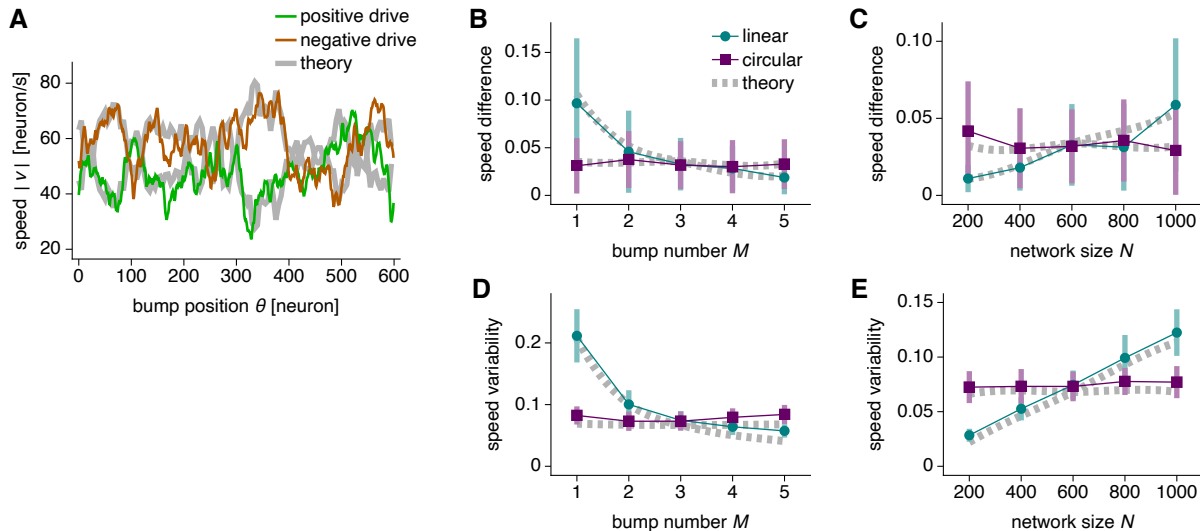 A
positive drive
negative drive
theory
speed | v | [neuron/s]
80
60
40
20
0
100
200
300
400
500
600
bump position θ [neuron]
B
linear
circular
theory
speed difference
0.15
0.10
0.05
0
1
2
3
4
5
bump number M
C
speed difference
0.10
0.05
0
200
400
600
800
1000
network size N
D
speed variability
0.2
0.1
0
1
2
3
4
5
bump number M
E
speed variability
0.15
0.10
0.05
0
200
400
600
800
1000
network size N